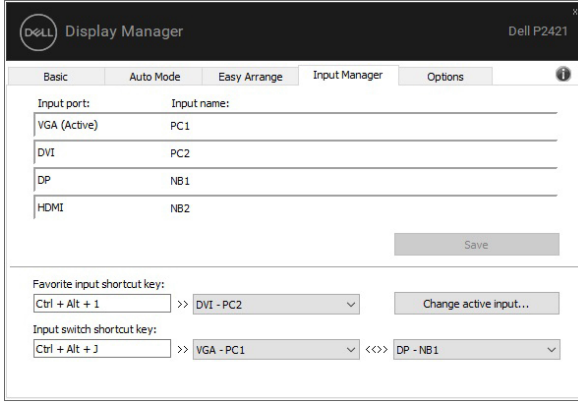 DELL Display Manager Dell P2421
Basic Auto Mode Easy Arrange Input Manager Options
Input port: Input name:
VGA (Active) PC1
DVI PC2
DP NB1
HDMI NB2
Save
Favorite input shortcut key:
Ctrl + Alt + 1 >> DVI - PC2 Change active input...
Input switch shortcut key:
Ctrl + Alt + J >> VGA - PC1 <<>> DP - NB1